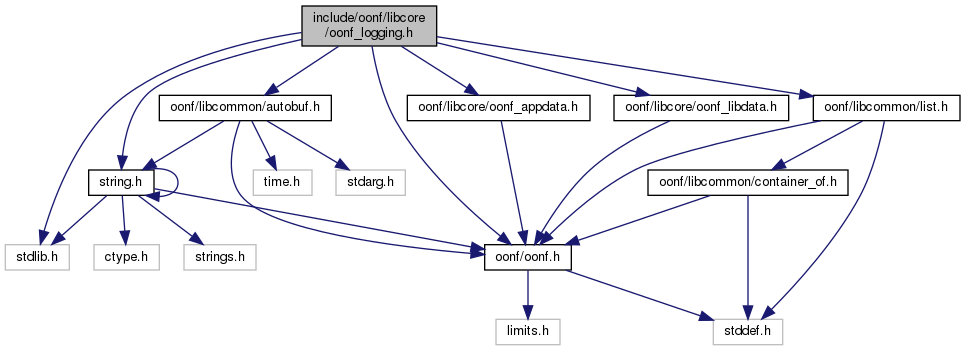 include/oonf/libcore
/oonf_logging.h
oonf/libcommon/autobuf.h
oonf/libcore/oonf_appdata.h
oonf/libcore/oonf_libdata.h
oonf/libcommon/list.h
string.h
time.h
stdarg.h
oonf/libcommon/container_of.h
stdlib.h
ctype.h
strings.h
oonf/oonf.h
limits.h
stddef.h